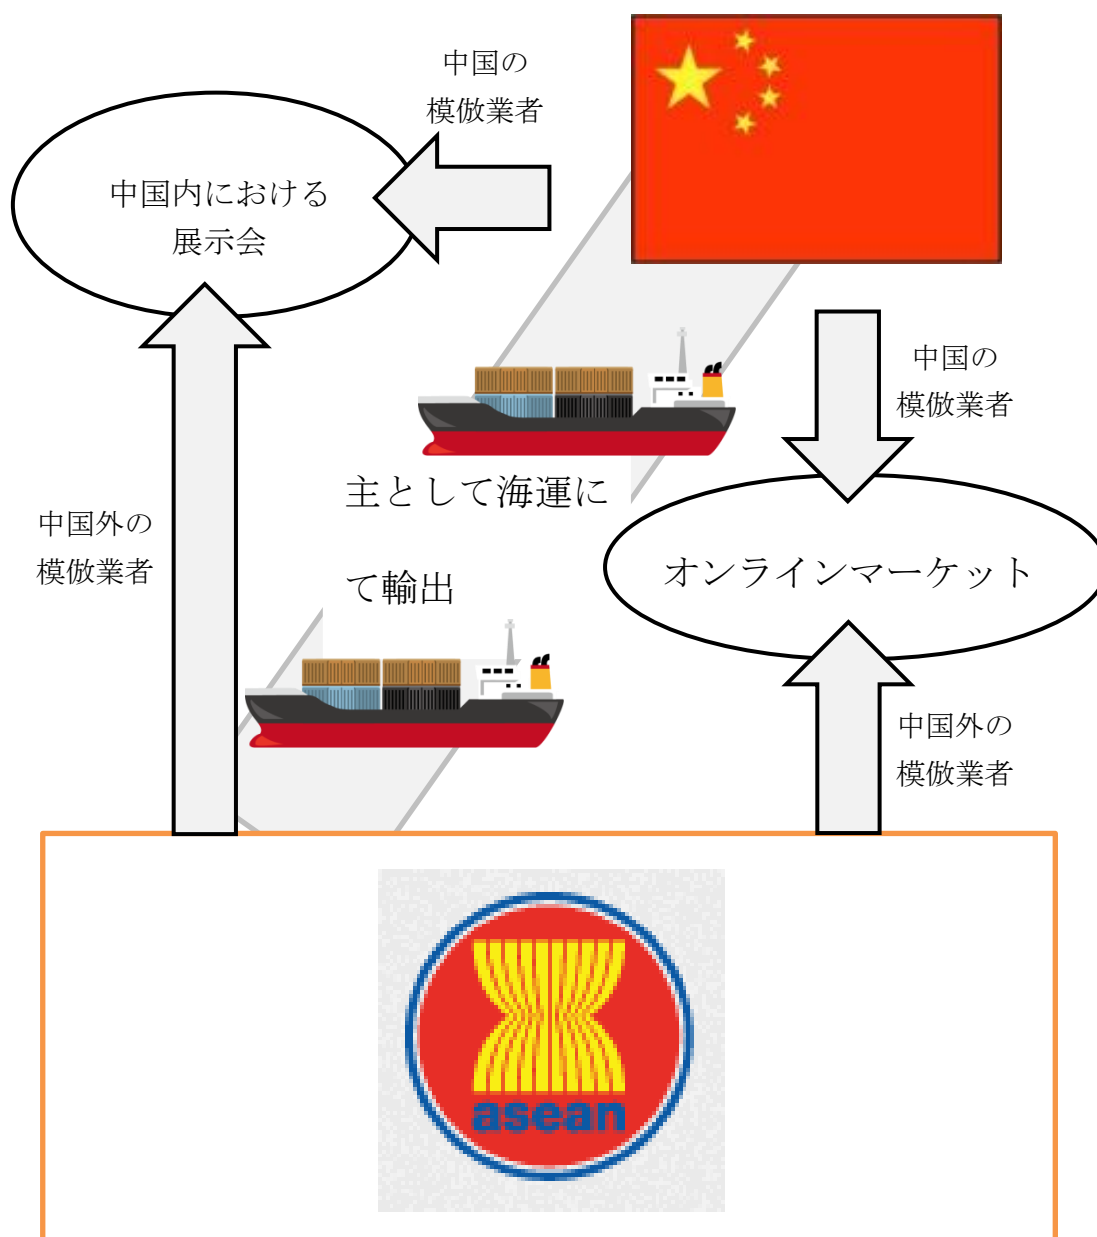 中国の
模倣業者
中国内における
展示会
中国の
模倣業者
主として海運に
て輸出
中国外の
模倣業者
オンラインマーケット
中国外の
模倣業者
asean